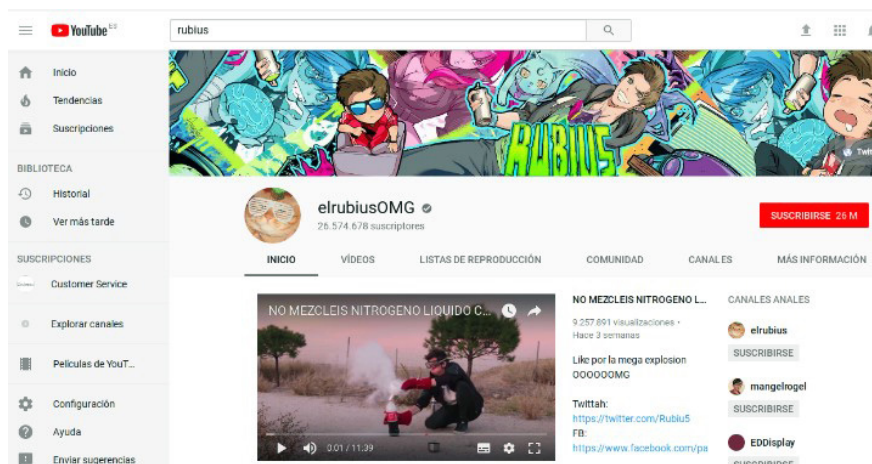 YouTube ES
rubius
Inicio
Tendencias
Suscripciones
BIBLIOTECA
Historial
Ver más tarde
SUSCRIPCIONES
Customer Service
Explorar canales
Películas de YouT...
Configuración
Ayuda
Enviar sugerencias
RUBIUS
Twit
elrubiusOMG
26.574.678 suscriptores
SUSCRIBIRSE 26 M
INICIO VÍDEOS LISTAS DE REPRODUCCIÓN COMUNIDAD CANALES MÁS INFORMACIÓN
NO MEZCLEIS NITROGENO LIQUIDO C...
0:01 / 11:39
NO MEZCLEIS NITROGENO L...
9.257.891 visualizaciones •
Hace 3 semanas
Like por la mega explosion
OOOOOOMG
Twittah:
https://twitter.com/Rubiu5
FB:
https://www.facebook.com/pa
CANALES ANALES
elrubius
SUSCRIBIRSE
mangelrogel
SUSCRIBIRSE
EDDisplay
SUSCRIBIRSE